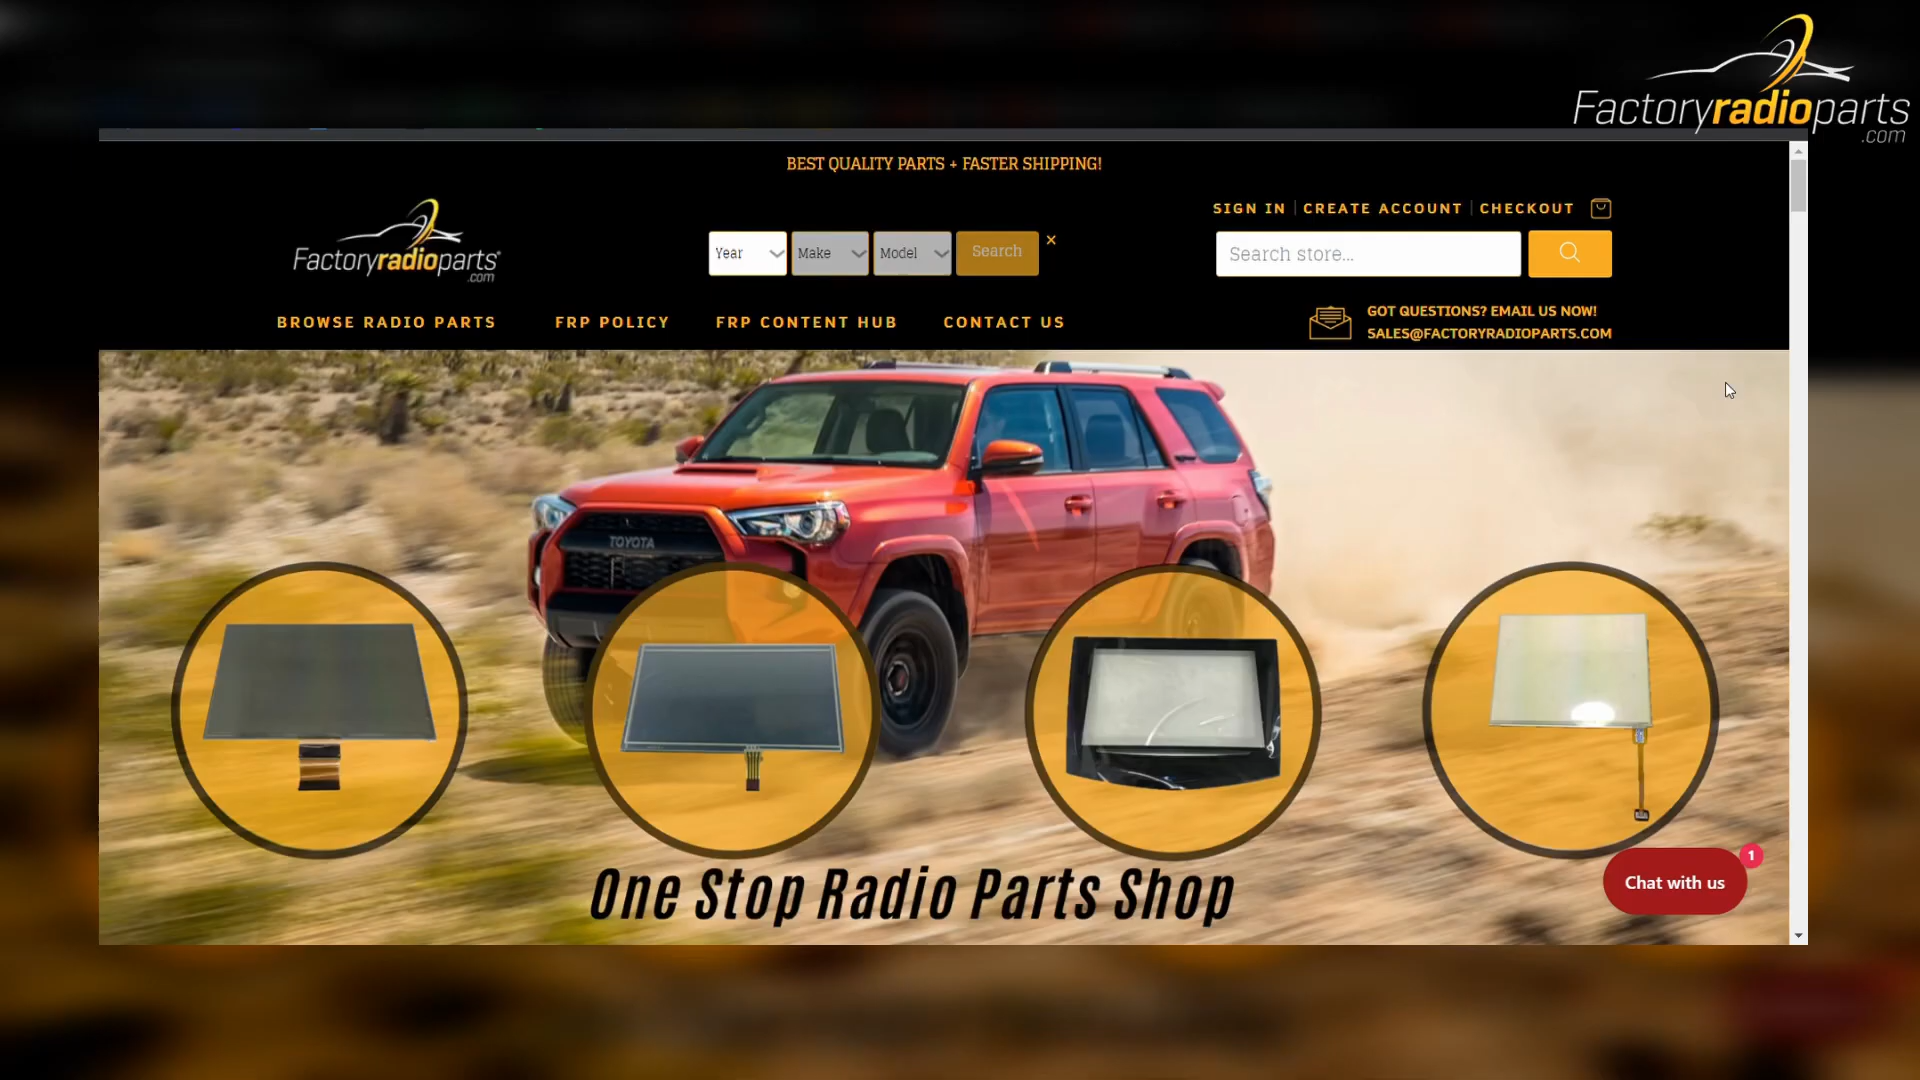 Factoryradioparts
.com
BEST QUALITY PARTS + FASTER SHIPPING!
SIGN IN | CREATE ACCOUNT | CHECKOUT
Factoryradioparts®
.com
Year Make Model Search ×
Search store...
BROWSE RADIO PARTS FRP POLICY FRP CONTENT HUB CONTACT US
GOT QUESTIONS? EMAIL US NOW!
SALES@FACTORYRADIOPARTS.COM
TOYOTA
One Stop Radio Parts Shop
1
Chat with us